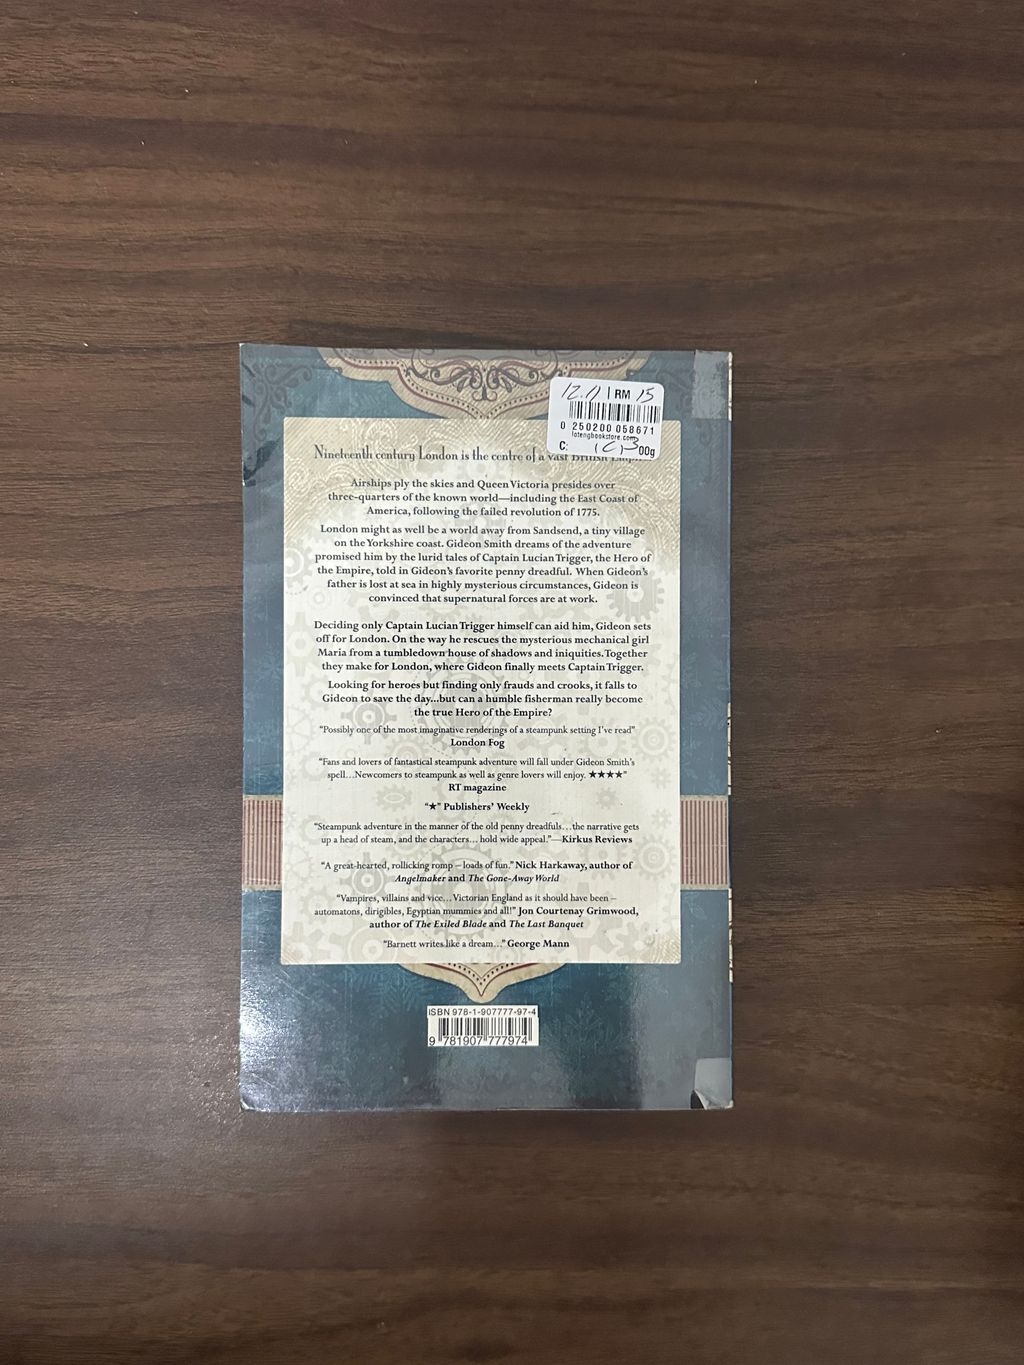 12.11 | RM 15
0 250200 058671
lotengbookstore.com
C: (C)3 00g
Nineteenth century London is the centre of a vast British
Airships ply the skies and Queen Victoria presides over
three-quarters of the known world—including the East Coast of
America, following the failed revolution of 1775.
London might as well be a world away from Sandsend, a tiny village
on the Yorkshire coast. Gideon Smith dreams of the adventure
promised him by the lurid tales of Captain Lucian Trigger, the Hero of
the Empire, told in Gideon's favorite penny dreadful. When Gideon's
father is lost at sea in highly mysterious circumstances, Gideon is
convinced that supernatural forces are at work.
Deciding only Captain Lucian Trigger himself can aid him, Gideon sets
off for London. On the way he rescues the mysterious mechanical girl
Maria from a tumbledown house of shadows and iniquities. Together
they make for London, where Gideon finally meets Captain Trigger.
Looking for heroes but finding only frauds and crooks, it falls to
Gideon to save the day...but can a humble fisherman really become
the true Hero of the Empire?
"Possibly one of the most imaginative renderings of a steampunk setting I've read"
London Fog
"Fans and lovers of fantastical steampunk adventure will fall under Gideon Smith's
spell…Newcomers to steampunk as well as genre lovers will enjoy. ★★★★"
RT magazine
"★" Publishers' Weekly
"Steampunk adventure in the manner of the old penny dreadfuls…the narrative gets
up a head of steam, and the characters… hold wide appeal."—Kirkus Reviews
"A great-hearted, rollicking romp – loads of fun." Nick Harkaway, author of
Angelmaker and The Gone-Away World
"Vampires, villains and vice… Victorian England as it should have been –
automatons, dirigibles, Egyptian mummies and all!" Jon Courtenay Grimwood,
author of The Exiled Blade and The Last Banquet
"Barnett writes like a dream…" George Mann
ISBN 978-1-907777-97-4
9 781907 777974